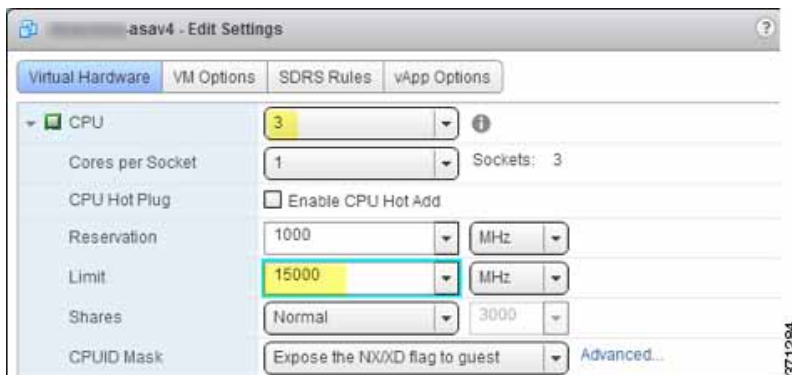 asav4 - Edit Settings
?
Virtual Hardware VM Options SDRS Rules vApp Options
CPU 3
Cores per Socket 1 Sockets: 3
CPU Hot Plug Enable CPU Hot Add
Reservation 1000 MHz
Limit 15000 MHz
Shares Normal 3000
CPUID Mask Expose the NX/XD flag to guest Advanced...
371284